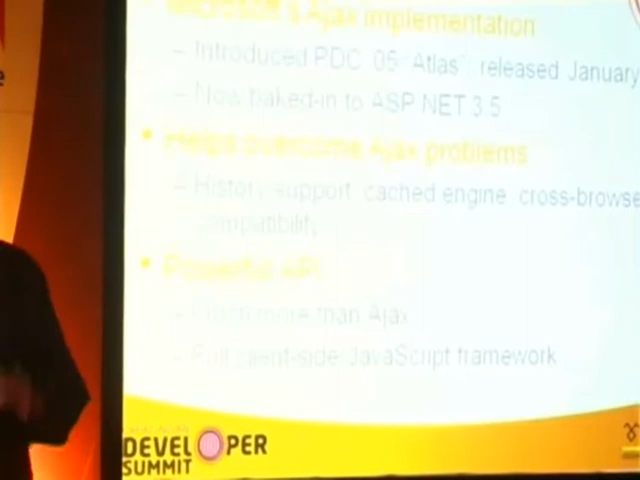 Microsoft's Ajax implementation
– Introduced PDC 05 'Atlas', released January
– Now baked-in to ASP.NET 3.5
• Helps overcome Ajax problems
– History support, cached engine, cross-browse
compatibility
• Powerful API
– Much more than Ajax
– Full client-side JavaScript framework
DEVELOPER
SUMMIT
e